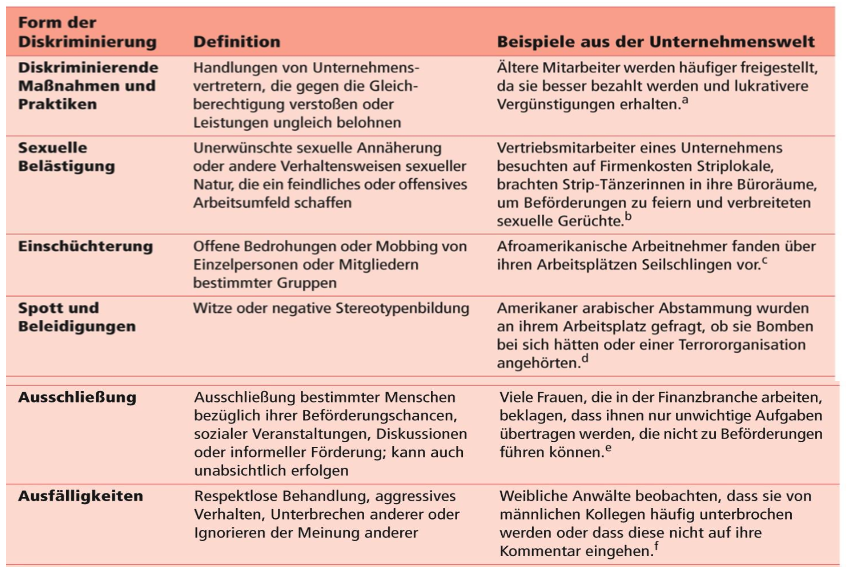 Form der
Diskriminierung Definition Beispiele aus der Unternehmenswelt
Diskriminierende Handlungen von Unternehmens- Ältere Mitarbeiter werden häufiger freigestellt,
Maßnahmen und vertretern, die gegen die Gleich- da sie besser bezahlt werden und lukrativere
Praktiken berechtigung verstoßen oder Vergünstigungen erhalten.a
Leistungen ungleich belohnen
Sexuelle Unerwünschte sexuelle Annäherung Vertriebsmitarbeiter eines Unternehmens
Belästigung oder andere Verhaltensweisen sexueller besuchten auf Firmenkosten Striplokale,
Natur, die ein feindliches oder offensives brachten Strip-Tänzerinnen in ihre Büroräume,
Arbeitsumfeld schaffen um Beförderungen zu feiern und verbreiteten
sexuelle Gerüchte.b
Einschüchterung Offene Bedrohungen oder Mobbing von Afroamerikanische Arbeitnehmer fanden über
Einzelpersonen oder Mitgliedern ihren Arbeitsplätzen Seilschlingen vor.c
bestimmter Gruppen
Spott und Witze oder negative Stereotypenbildung Amerikaner arabischer Abstammung wurden
Beleidigungen an ihrem Arbeitsplatz gefragt, ob sie Bomben
bei sich hätten oder einer Terrororganisation
angehörten.d
Ausschließung Ausschließung bestimmter Menschen Viele Frauen, die in der Finanzbranche arbeiten,
bezüglich ihrer Beförderungschancen, beklagen, dass ihnen nur unwichtige Aufgaben
sozialer Veranstaltungen, Diskussionen übertragen werden, die nicht zu Beförderungen
oder informeller Förderung; kann auch führen können.e
unabsichtlich erfolgen
Ausfälligkeiten Respektlose Behandlung, aggressives Weibliche Anwälte beobachten, dass sie von
Verhalten, Unterbrechen anderer oder männlichen Kollegen häufig unterbrochen
Ignorieren der Meinung anderer werden oder dass diese nicht auf ihre
Kommentar eingehen.f